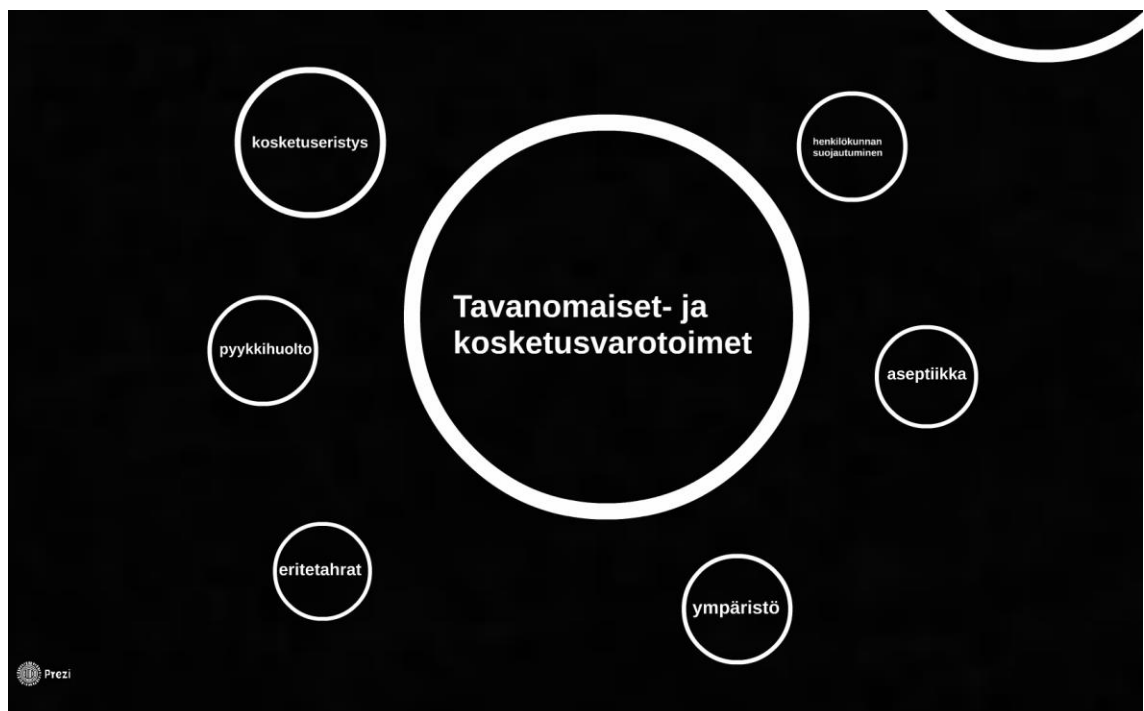 kosketuseristys
henkilökunnan
suojautuminen
Tavanomaiset- ja
kosketusvarotoimet
pyykkihuolto
aseptiikka
eritetahrat
ympäristö
Prezi